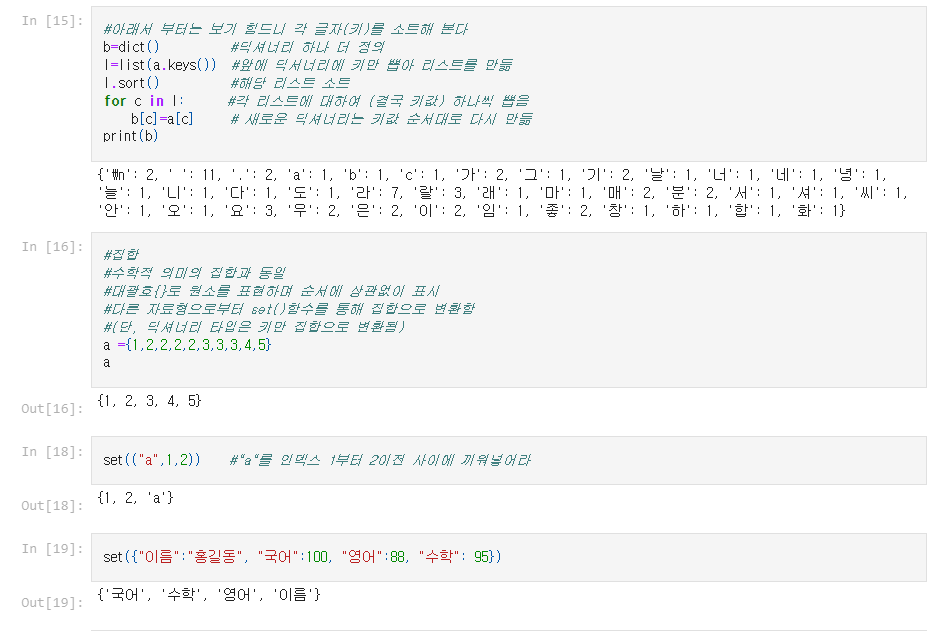 In [15]:
#아래서 부터는 보기 힘드니 각 글자(키)를 소트해 본다
b=dict() #딕셔너리 하나 더 정의
l=list(a.keys()) #앞에 딕셔너리에 키만 뽑아 리스트를 만듦
l.sort() #해당 리스트 소트
for c in l: #각 리스트에 대하여 (결국 키값) 하나씩 뽑음
b[c]=a[c] # 새로운 딕셔너리는 키값 순서대로 다시 만듦
print(b)
{'₩n': 2, ' ': 11, '.': 2, 'a': 1, 'b': 1, 'c': 1, '가': 2, '그': 1, '기': 2, '날': 1, '너': 1, '네': 1, '녕': 1,
'늘': 1, '니': 1, '다': 1, '도': 1, '라': 7, '랄': 3, '래': 1, '마': 1, '매': 2, '분': 2, '서': 1, '셔': 1, '씨': 1,
'안': 1, '오': 1, '요': 3, '우': 2, '은': 2, '이': 2, '임': 1, '좋': 2, '창': 1, '하': 1, '합': 1, '화': 1}
In [16]:
#집합
#수학적 의미의 집합과 동일
#대괄호{}로 원소를 표현하며 순서에 상관없이 표시
#다른 자료형으로부터 set()함수를 통해 집합으로 변환함
#(단, 딕셔너리 타입은 키만 집합으로 변환됨)
a ={1,2,2,2,2,3,3,3,4,5}
a
Out[16]: {1, 2, 3, 4, 5}
In [18]: set(("a",1,2)) #"a"를 인덱스 1부터 2이전 사이에 끼워넣어라
Out[18]: {1, 2, 'a'}
In [19]: set({"이름":"홍길동", "국어":100, "영어":88, "수학": 95})
Out[19]: {'국어', '수학', '영어', '이름'}